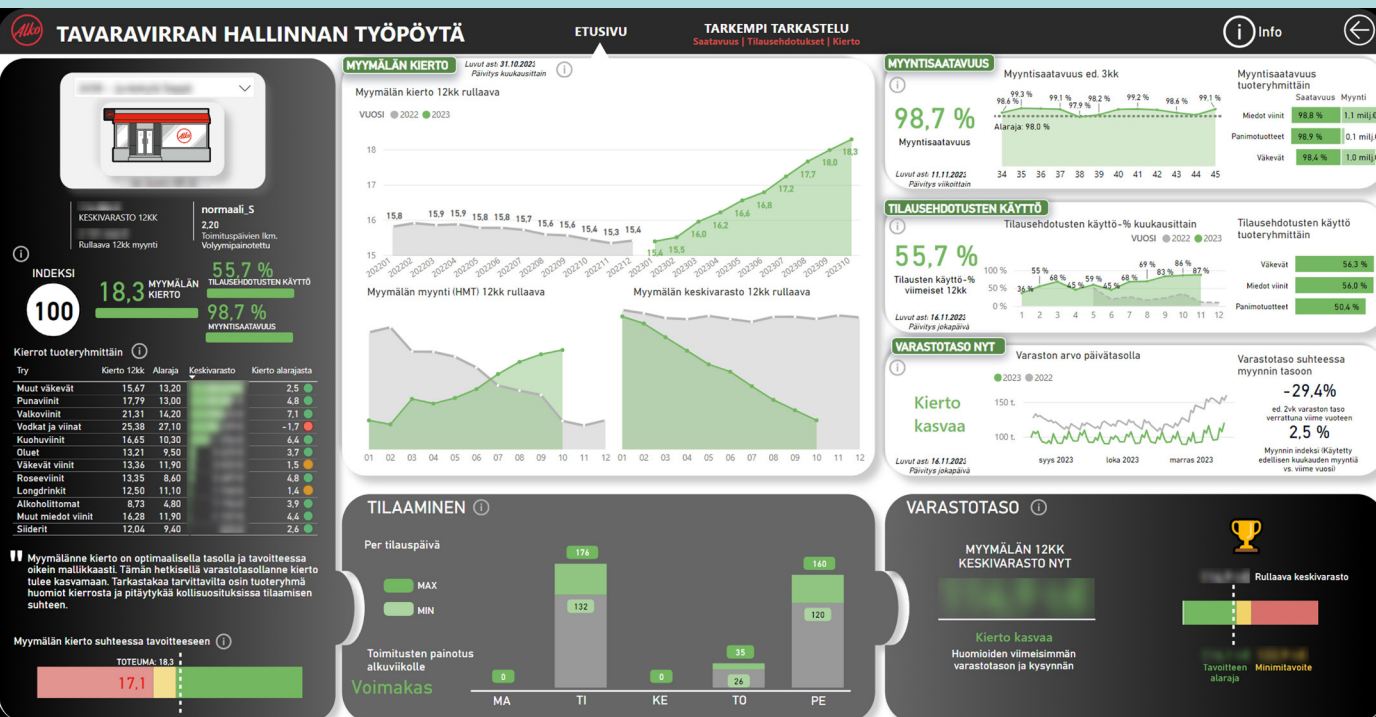 Alko
TAVARAVIRRAN HALLINNAN TYÖPÖYTÄ
ETUSIVU
TARKEMPI TARKASTELU
Saatavuus | Tilausehdotukset | Kierto
i Info
Alko
KESKIVARASTO 12KK
Rullaava 12kk myynti
normaali_S
2,20
Toimituspäivien lkm.
Volyymipainotettu
INDEKSI
100
18,3 MYYMÄLÄN KIERTO
55,7 %
TILAUSEHDOTUSTEN KÄYTTÖ
98,7 %
MYYNTISAATAVUUS
Kierrot tuoteryhmittäin
Try Kierto 12kk Alaraja Keskivarasto Kierto alarajasta
Muut väkevät 15,67 13,20 2,5
Punaviinit 17,79 13,00 4,8
Valkoviinit 21,31 14,20 7,1
Vodkat ja viinat 25,38 27,10 -1,7
Kuohuviinit 16,65 10,30 6,4
Oluet 13,21 9,50 3,7
Väkevät viinit 13,36 11,90 1,5
Roseeviinit 13,35 8,60 4,8
Longdrinkit 12,50 11,10 1,4
Alkoholittomat 8,73 4,80 3,9
Muut miedot viinit 16,28 11,90 4,4
Siiderit 12,04 9,40 2,6
" Myymälänne kierto on optimaalisella tasolla ja tavoitteessa
oikein mallikkaasti. Tämän hetkisellä varastotasollanne kierto
tulee kasvamaan. Tarkastakaa tarvittavilta osin tuoteryhmä
huomiot kierrosta ja pitäytykää kollisuosituksissa tilaamisen
suhteen.
Myymälän kierto suhteessa tavoitteeseen
TOTEUMA: 18,3
17,1
MYYMÄLÄN KIERTO
Luvut ast: 31.10.2023
Päivitys kuukausittain
Myymälän kierto 12kk rullaava
VUOSI 2022 2023
18
17
16
15
15,8 15,9 15,9 15,8 15,8 15,7 15,6 15,6 15,4 15,3 15,4
15,4 15,5 16,0 16,2 16,6 16,8 17,2 17,7 18,0 18,3
202201 202202 202203 202204 202205 202206 202207 202208 202209 202210 202211 202212 202301 202302 202303 202304 202305 202306 202307 202308 202309 202310
Myymälän myynti (HMT) 12kk rullaava
01 02 03 04 05 06 07 08 09 10 11 12
Myymälän keskivarasto 12kk rullaava
01 02 03 04 05 06 07 08 09 10 11 12
MYYNTISAATAVUUS
98,7 %
Myyntisaatavuus
Luvut ast: 11.11.2023
Päivitys viikoittain
Myyntisaatavuus ed. 3kk
98,6 % 99,3 % 99,1 % 97,9 % 98,2 % 99,2 % 98,6 % 99,1 %
Alaraja: 98,0 %
34 35 36 37 38 39 40 41 42 43 44 45
Myyntisaatavuus
tuoteryhmittäin
Saatavuus Myynti
Miedot viinit 98,8 % 1,1 milj.
Panimotuotteet 98,9 % 0,1 milj.
Väkevät 98,4 % 1,0 milj.
TILAUSEHDOTUSTEN KÄYTTÖ
55,7 %
Tilausten käyttö-%
viimeiset 12kk
Luvut ast: 16.11.2023
Päivitys jokapäivä
Tilausehdotusten käyttö-% kuukausittain
VUOSI 2022 2023
100 %
50 %
0 %
36 % 55 % 68 % 45 % 59 % 45 % 68 % 69 % 83 % 86 % 87 %
1 2 3 4 5 6 7 8 9 10 11 12
Tilausehdotusten käyttö
tuoteryhmittäin
Väkevät 56,3 %
Miedot viinit 56,0 %
Panimotuotteet 50,4 %
VARASTOTASO NYT
Kierto
kasvaa
Luvut ast: 16.11.2023
Päivitys jokapäivä
Varaston arvo päivätasolla
2023 2022
150 t.
100 t.
syys 2023 loka 2023 marras 2023
Varastotaso suhteessa
myynnin tasoon
-29,4%
ed. 2vk varaston taso
verrattuna viime vuoteen
2,5 %
Myynnin indeksi (Käytetty
edellisen kuukauden myyntiä
vs. viime vuosi)
TILAAMINEN
Per tilauspäivä
MAX
MIN
Toimitusten painotus
alkuviikolle
Voimakas
0 176 132 0 35 26 160 120
MA TI KE TO PE
VARASTOTASO
MYYMÄLÄN 12KK
KESKIVARASTO NYT
Kierto kasvaa
Huomioiden viimeisimmän
varastotason ja kysynnän
Rullaava keskivarasto
Tavoitteen
alaraja
Minimitavoite